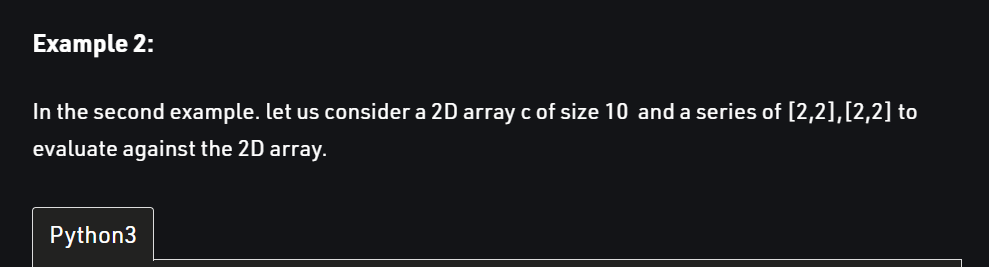 Example 2:
In the second example. let us consider a 2D array c of size 10  and a series of [2,2],[2,2] to
evaluate against the 2D array.
Python3